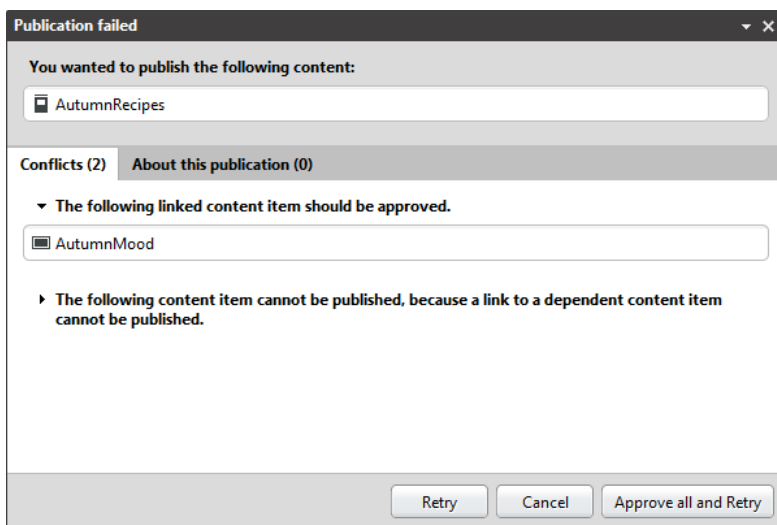 Publication failed
You wanted to publish the following content:
AutumnRecipes
Conflicts (2) About this publication (0)
The following linked content item should be approved.
AutumnMood
The following content item cannot be published, because a link to a dependent content item
cannot be published.
Retry Cancel Approve all and Retry